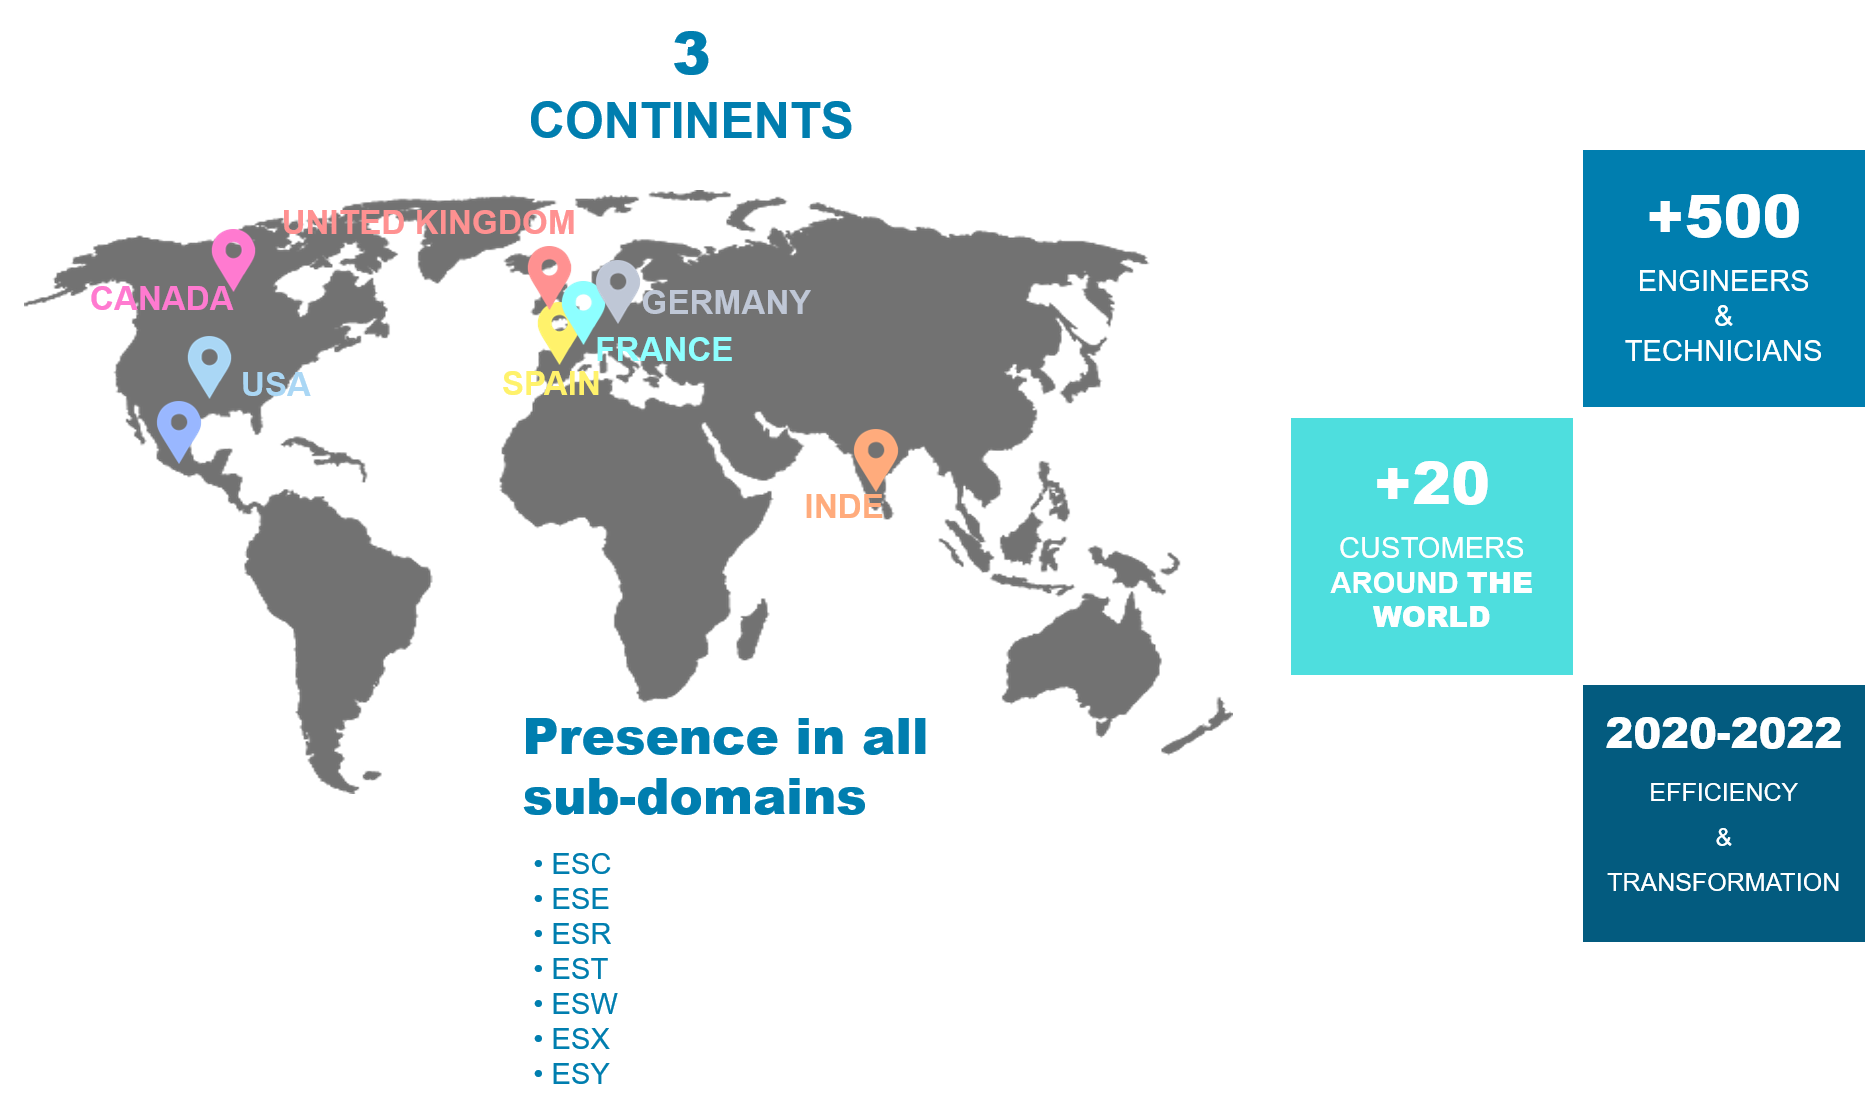 3
CONTINENTS
UNITED KINGDOM
CANADA
GERMANY
FRANCE
USA
SPAIN
INDE
+500
ENGINEERS
&
TECHNICIANS
+20
CUSTOMERS
AROUND THE
WORLD
2020-2022
EFFICIENCY
&
TRANSFORMATION
Presence in all
sub-domains
• ESC
• ESE
• ESR
• EST
• ESW
• ESX
• ESY